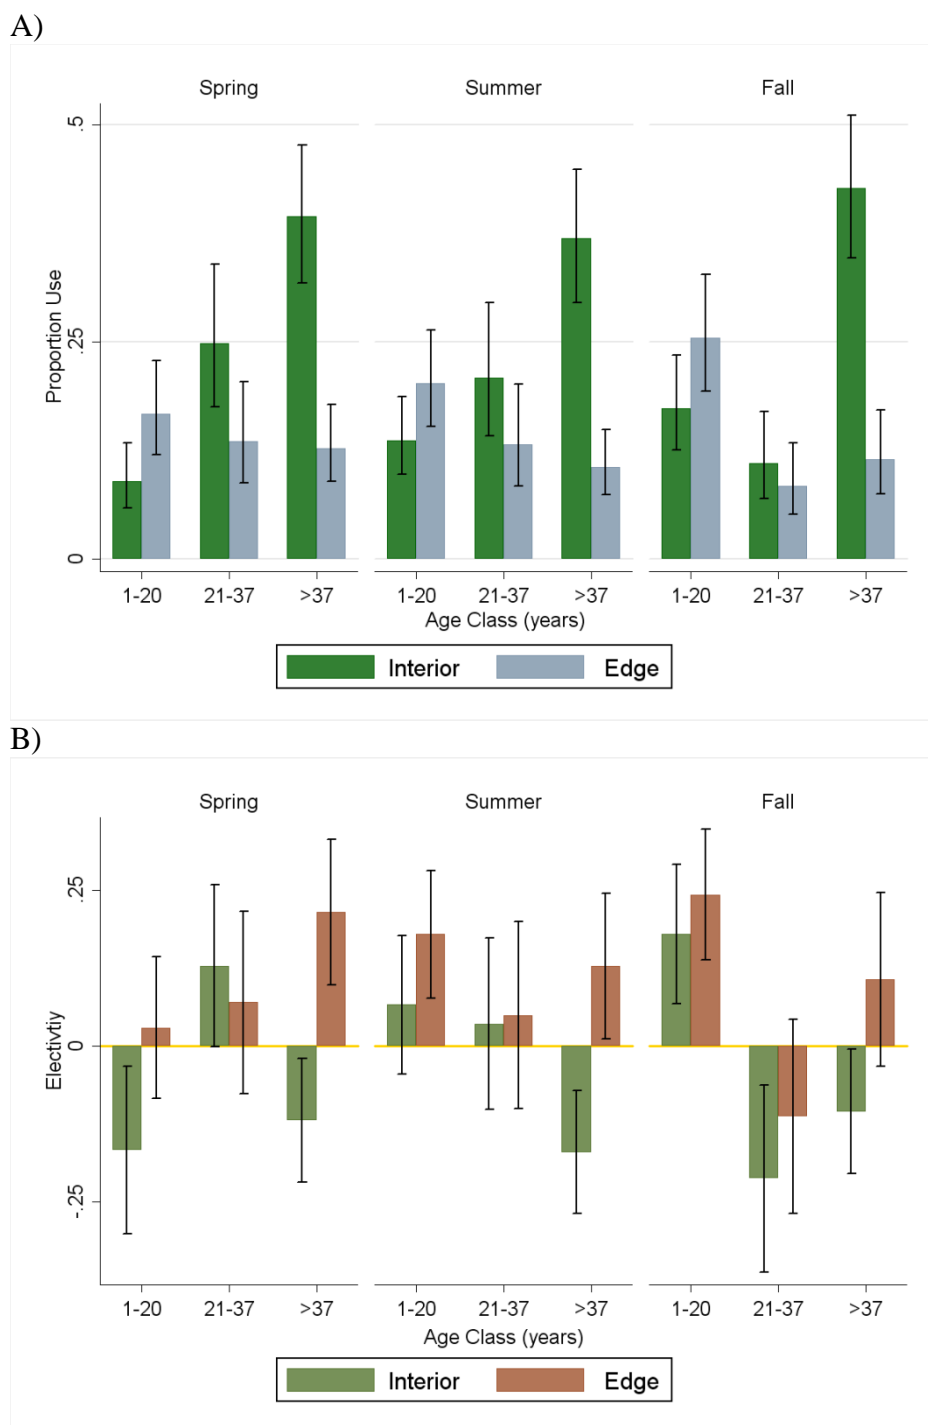 A)
Spring Summer Fall
.5
.25
0
Proportion Use
1-20 21-37 >37 1-20 21-37 >37 1-20 21-37 >37
Age Class (years)
Interior Edge
B)
Spring Summer Fall
.25
0
-.25
Electivtiy
1-20 21-37 >37 1-20 21-37 >37 1-20 21-37 >37
Age Class (years)
Interior Edge